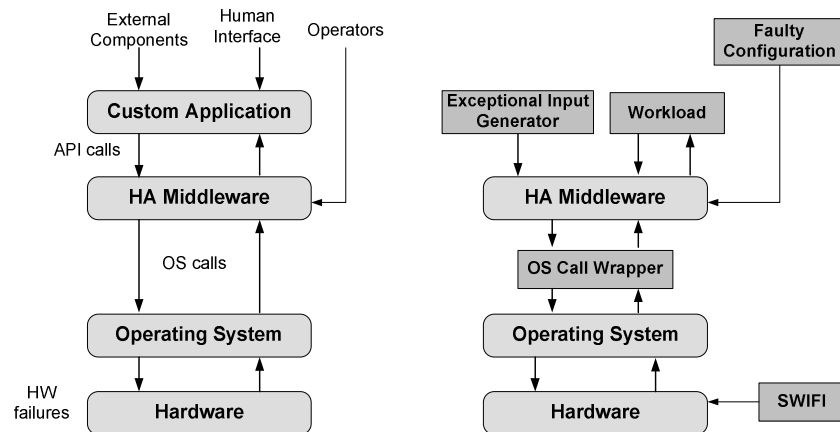 External
Components
Human
Interface
Operators
Custom Application
API calls
HA Middleware
OS calls
Operating System
HW
failures
Hardware
Faulty
Configuration
Exceptional Input
Generator
Workload
HA Middleware
OS Call Wrapper
Operating System
Hardware
SWIFI